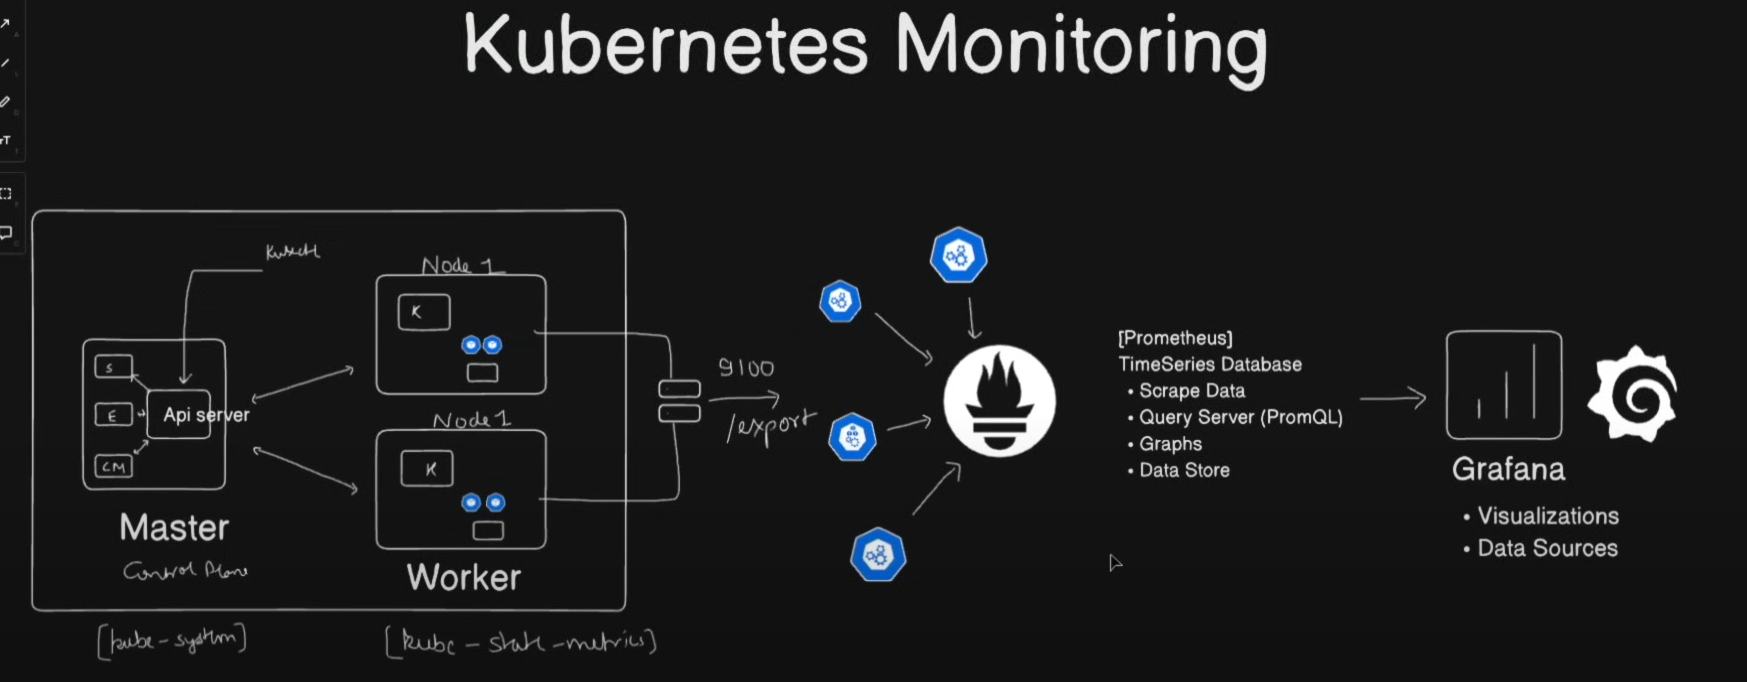 Kubernetes Monitoring
Kubectl
Node 1
K
S
Api server
E
CM
Node 1
K
Master
Control Plane
Worker
[kube-system]
[kube-state-metrics]
9100
/export
[Prometheus]
TimeSeries Database
• Scrape Data
• Query Server (PromQL)
• Graphs
• Data Store
Grafana
• Visualizations
• Data Sources